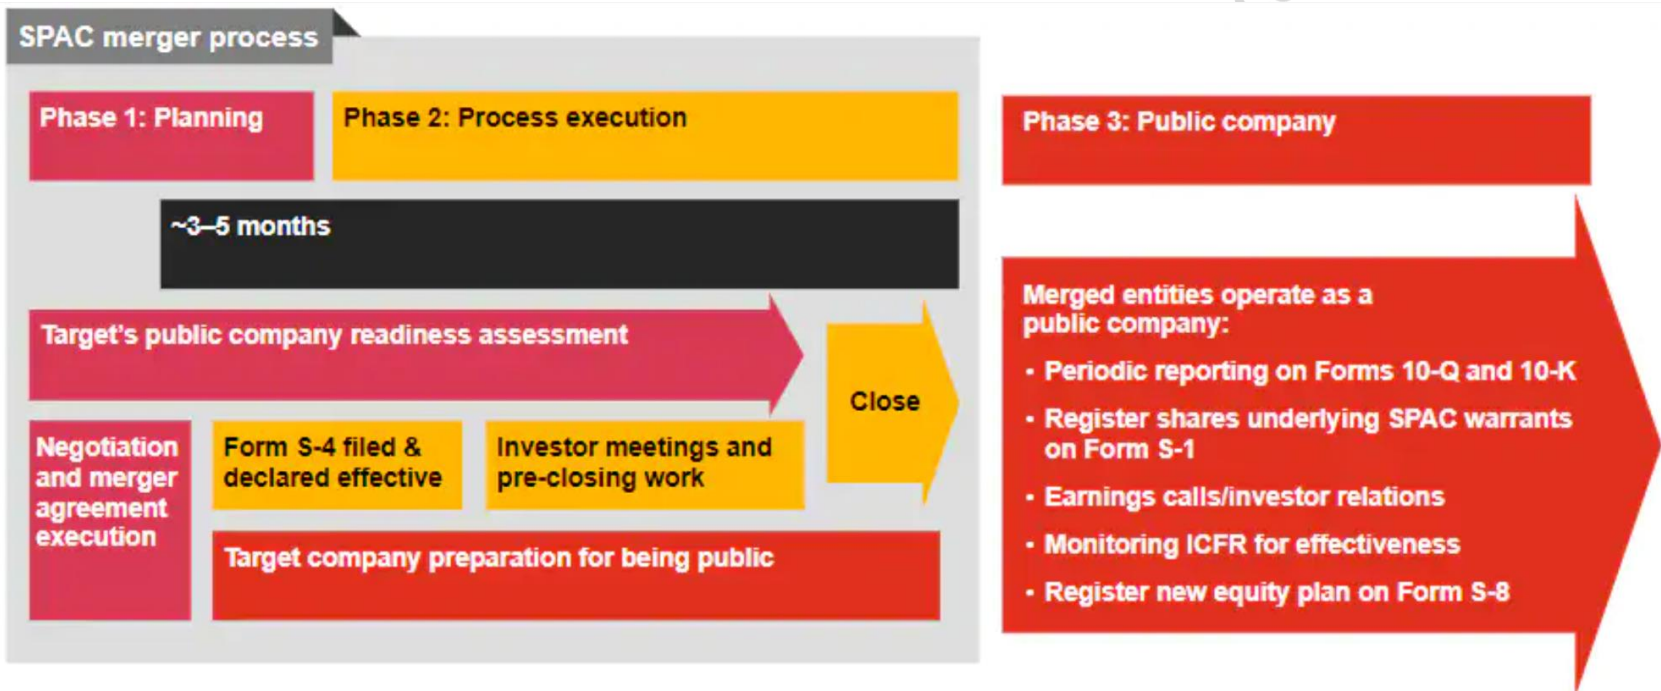 SPAC merger process
Phase 1: Planning
Phase 2: Process execution
Phase 3: Public company
~3–5 months
Target's public company readiness assessment
Close
Negotiation
and merger
agreement
execution
Form S-4 filed &
declared effective
Investor meetings and
pre-closing work
Target company preparation for being public
Merged entities operate as a
public company:
• Periodic reporting on Forms 10-Q and 10-K
• Register shares underlying SPAC warrants
on Form S-1
• Earnings calls/investor relations
• Monitoring ICFR for effectiveness
• Register new equity plan on Form S-8